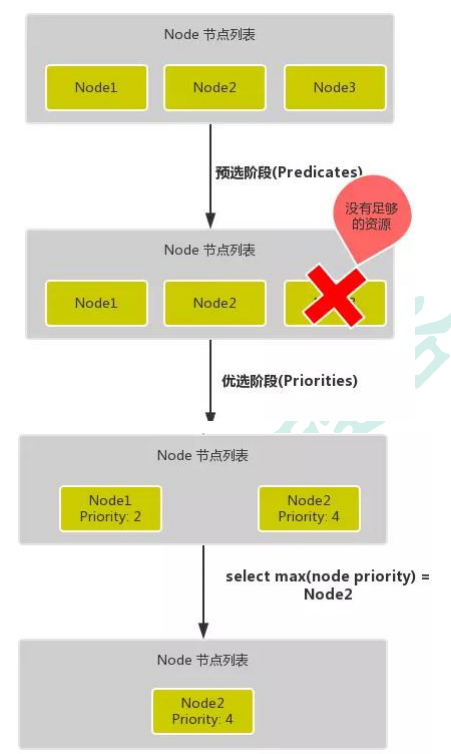 Node 节点列表
Node1
Node2
Node3
预选阶段(Predicates)
没有足够
的资源
Node 节点列表
Node1
Node2
优选阶段(Priorities)
Node 节点列表
Node1
Priority: 2
Node2
Priority: 4
select max(node priority) =
Node2
Node 节点列表
Node2
Priority: 4